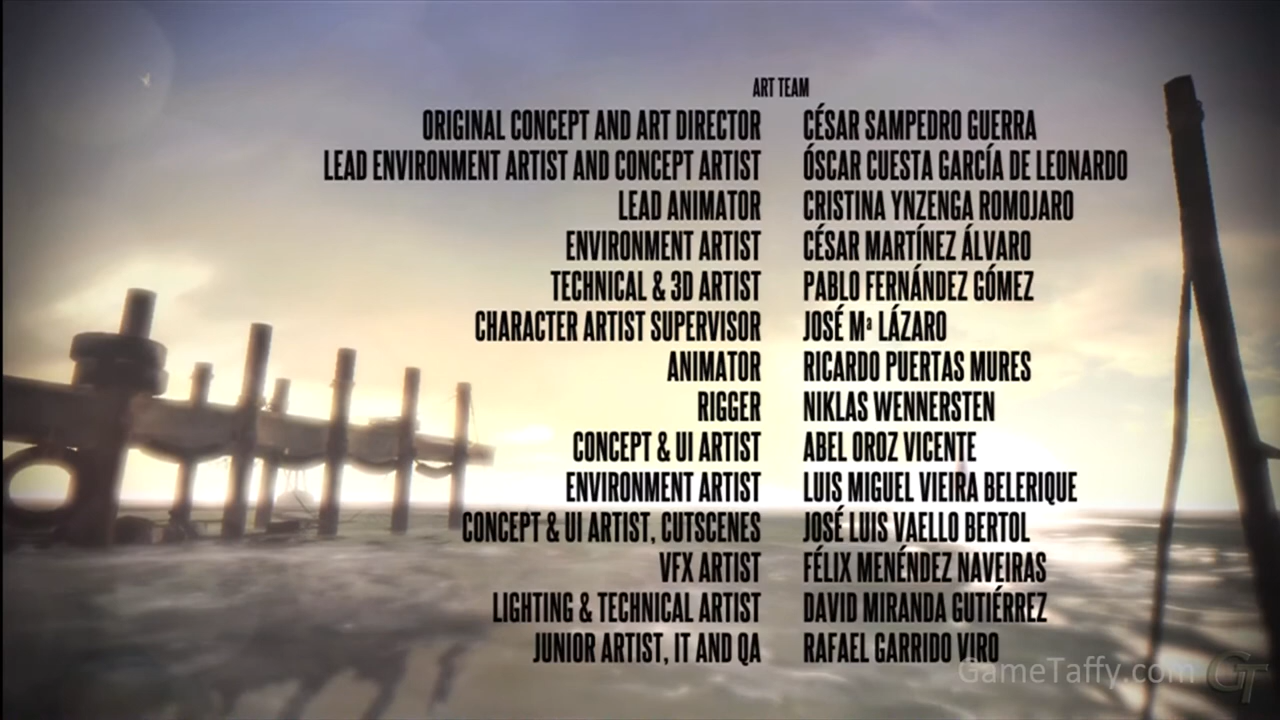 ART TEAM
ORIGINAL CONCEPT AND ART DIRECTOR CÉSAR SAMPEDRO GUERRA
LEAD ENVIRONMENT ARTIST AND CONCEPT ARTIST ÓSCAR CUESTA GARCÍA DE LEONARDO
LEAD ANIMATOR CRISTINA YNZENGA ROMOJARO
ENVIRONMENT ARTIST CÉSAR MARTÍNEZ ÁLVARO
TECHNICAL & 3D ARTIST PABLO FERNÁNDEZ GÓMEZ
CHARACTER ARTIST SUPERVISOR JOSÉ Mª LÁZARO
ANIMATOR RICARDO PUERTAS MURES
RIGGER NIKLAS WENNERSTEN
CONCEPT & UI ARTIST ABEL OROZ VICENTE
ENVIRONMENT ARTIST LUIS MIGUEL VIEIRA BELERIQUE
CONCEPT & UI ARTIST, CUTSCENES JOSÉ LUIS VAELLO BERTOL
VFX ARTIST FÉLIX MENÉNDEZ NAVEIRAS
LIGHTING & TECHNICAL ARTIST DAVID MIRANDA GUTIÉRREZ
JUNIOR ARTIST, IT AND QA RAFAEL GARRIDO VIRO
GameTaffy.com GT